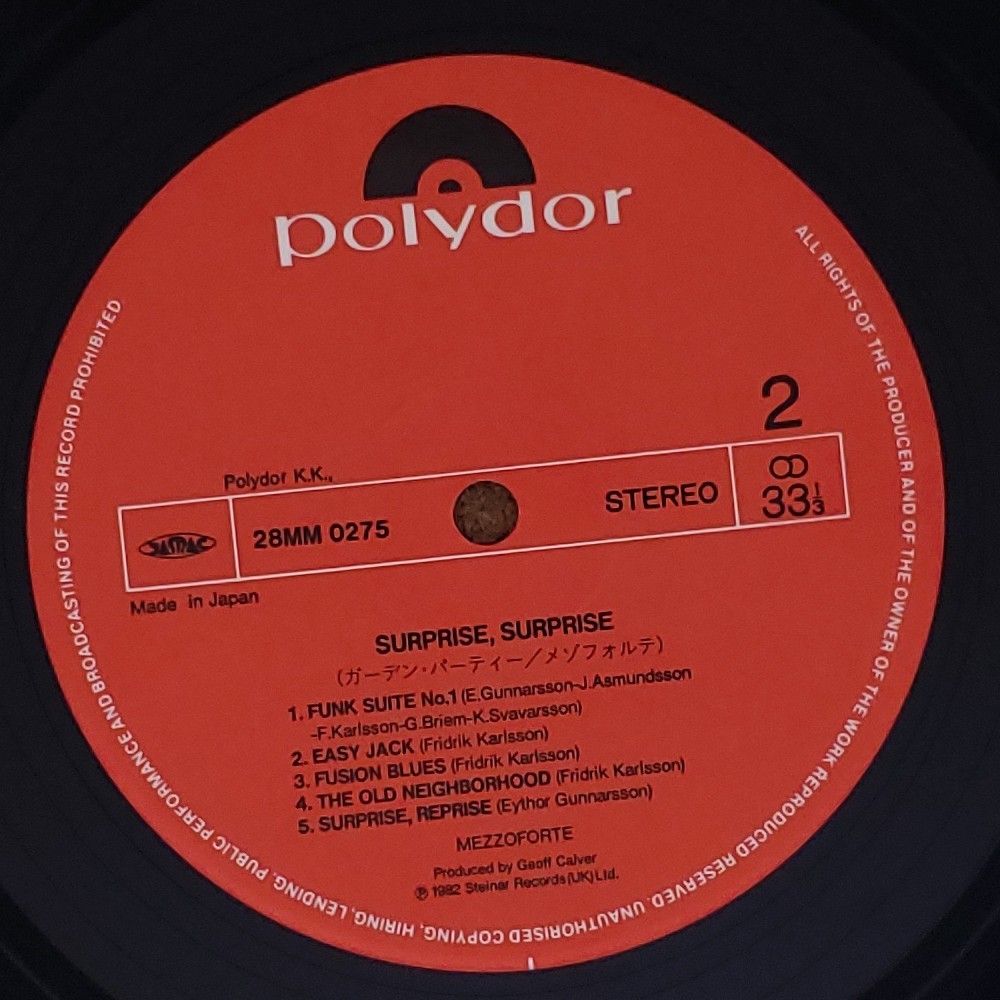 polydor
2
Polydor K.K.,
JASRAC
28MM 0275
STEREO
33 1/3
Made in Japan
SURPRISE, SURPRISE
(ガーデン・パーティー/メゾフォルテ)
1. FUNK SUITE No.1 (E.Gunnarsson-J.Asmundsson
-F.Karlsson-G.Briem-K.Svavarsson)
2. EASY JACK (Fridrik Karlsson)
3. FUSION BLUES (Fridrik Karlsson)
4. THE OLD NEIGHBORHOOD (Fridrik Karlsson)
5. SURPRISE, REPRISE (Eythor Gunnarsson)
MEZZOFORTE
Produced by Geoff Calver
℗ 1982 Steinar Records (UK) Ltd.
ALL RIGHTS OF THE PRODUCER AND OF THE OWNER OF THE WORK REPRODUCED RESERVED. UNAUTHORISED COPYING, HIRING, LENDING, PUBLIC PERFORMANCE AND BROADCASTING OF THIS RECORD PROHIBITED